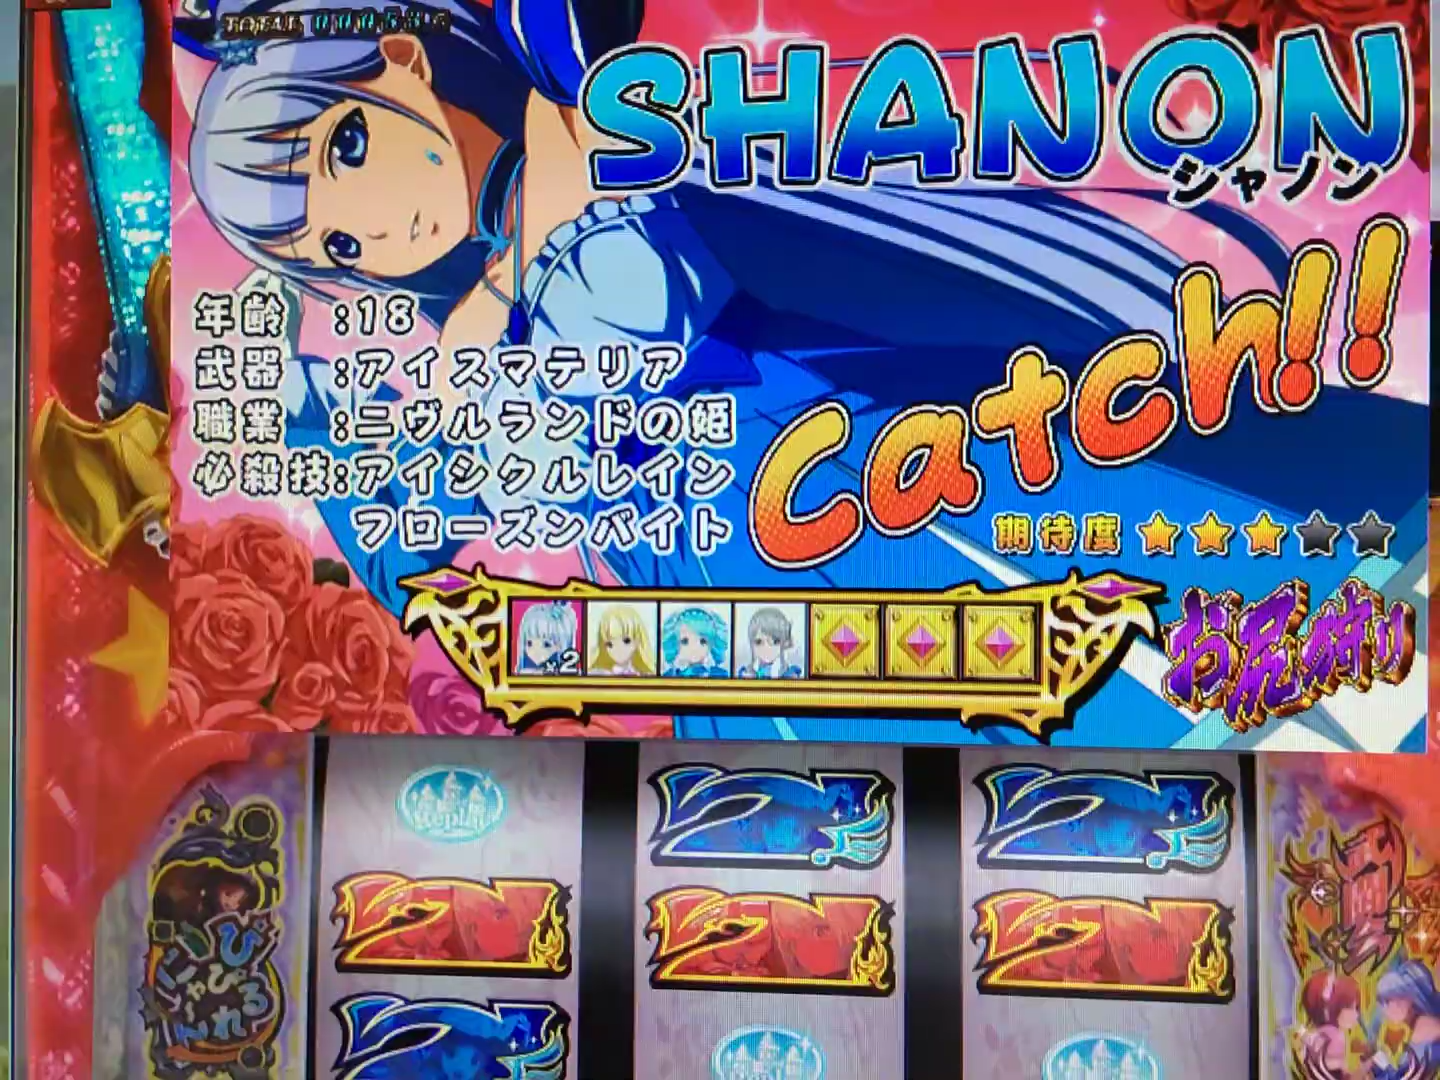 SHANON
シャノン
Catch!!
年齢 :18
武器 :アイスマテリア
職業 :ニヴルランドの姫
必殺技:アイシクルレイン
フローズンバイト
期待度 ★★★★★
×2
お尻狩り
Replay